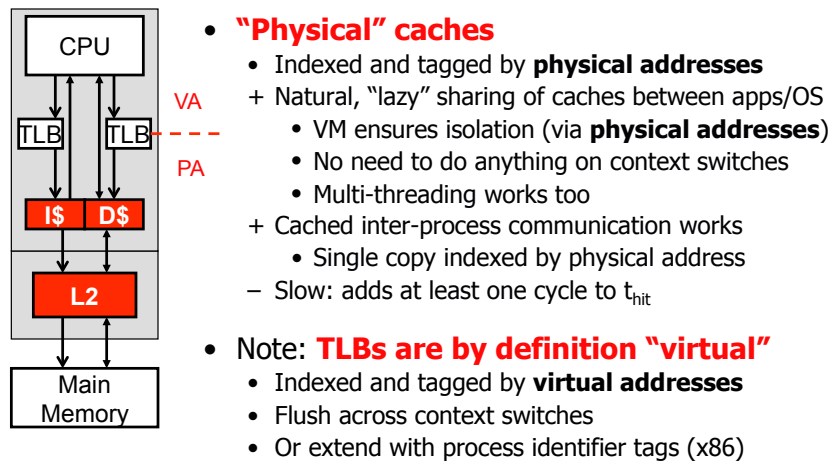 CPU
VA
TLB
TLB
PA
I$
D$
L2
Main
Memory
• “Physical” caches
• Indexed and tagged by physical addresses
+ Natural, “lazy” sharing of caches between apps/OS
• VM ensures isolation (via physical addresses)
• No need to do anything on context switches
• Multi-threading works too
+ Cached inter-process communication works
• Single copy indexed by physical address
– Slow: adds at least one cycle to thit
• Note: TLBs are by definition “virtual”
• Indexed and tagged by virtual addresses
• Flush across context switches
• Or extend with process identifier tags (x86)